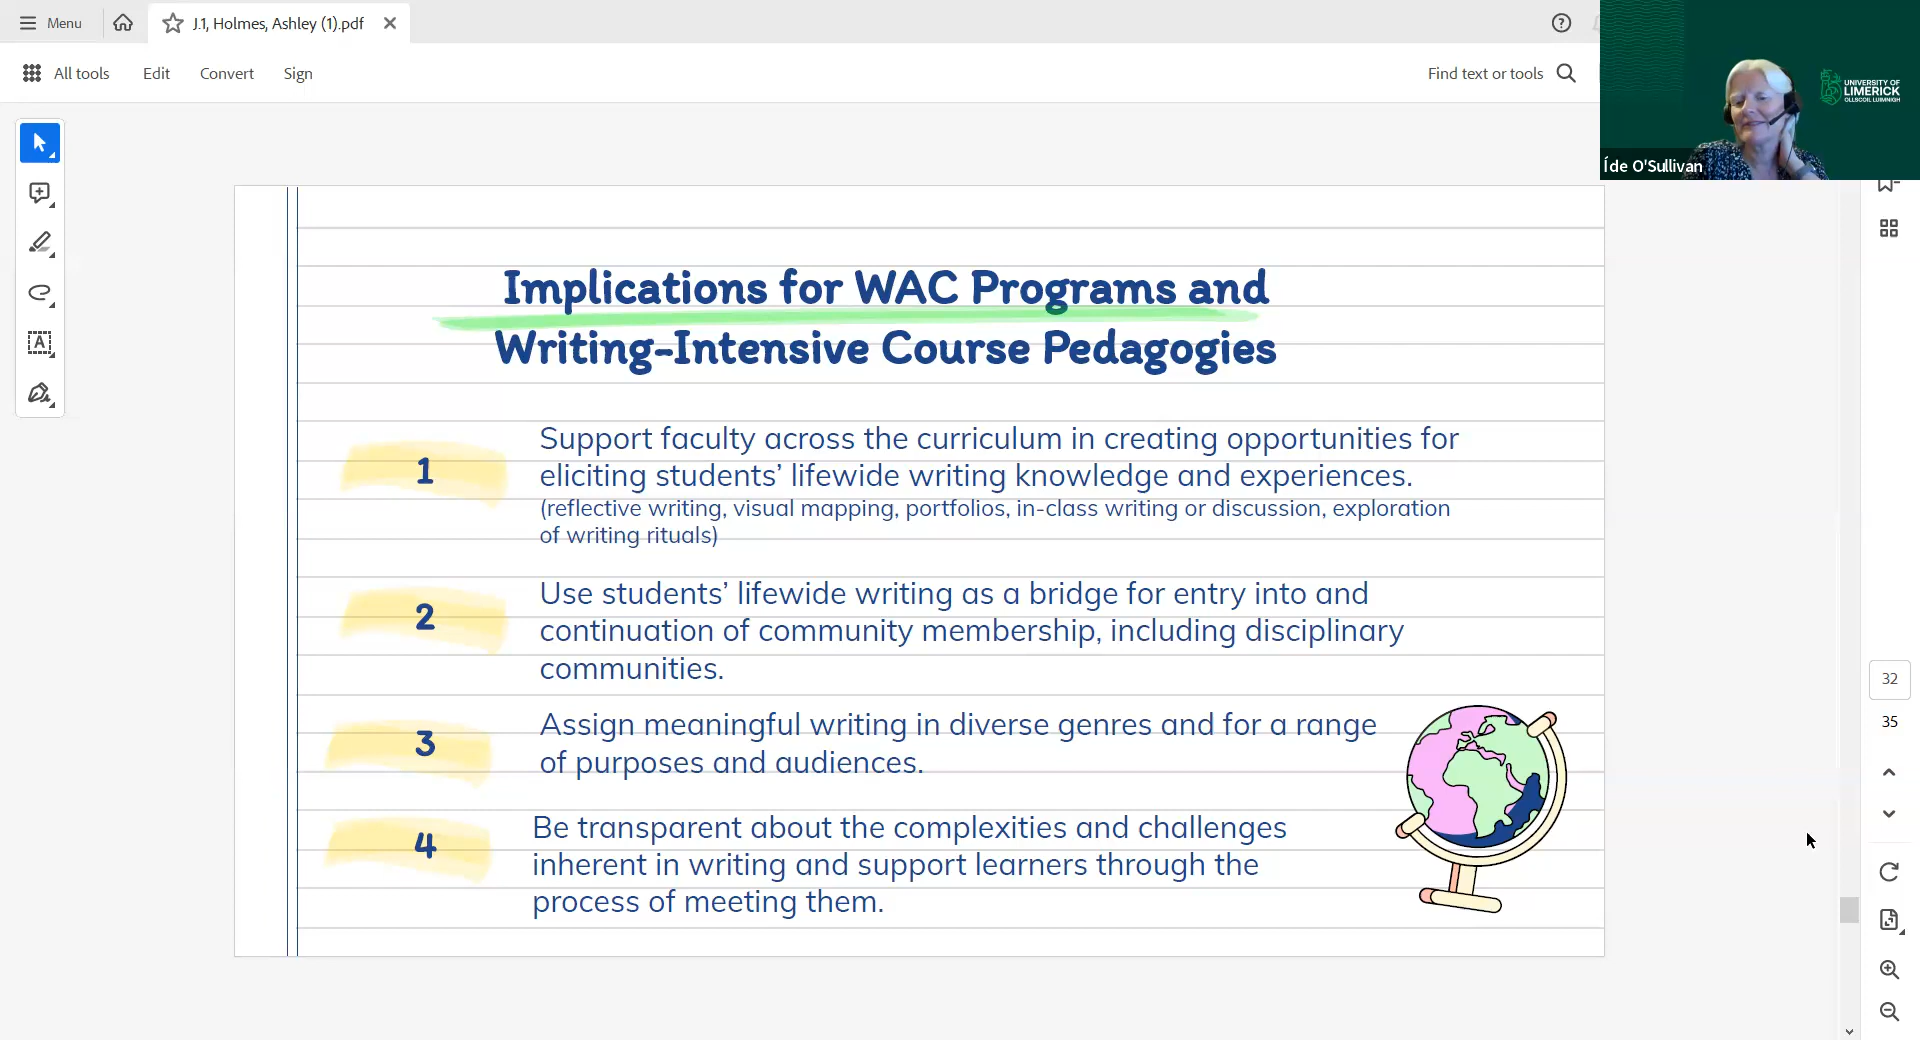 Menu
J.1, Holmes, Ashley (1).pdf
All tools
Edit
Convert
Sign
Find text or tools
UNIVERSITY OF
LIMERICK
OLLSCOIL LUIMNIGH
Íde O'Sullivan
Implications for WAC Programs and
Writing-Intensive Course Pedagogies
1
Support faculty across the curriculum in creating opportunities for
eliciting students’ lifewide writing knowledge and experiences.
(reflective writing, visual mapping, portfolios, in-class writing or discussion, exploration
of writing rituals)
2
Use students’ lifewide writing as a bridge for entry into and
continuation of community membership, including disciplinary
communities.
3
Assign meaningful writing in diverse genres and for a range
of purposes and audiences.
4
Be transparent about the complexities and challenges
inherent in writing and support learners through the
process of meeting them.
32
35